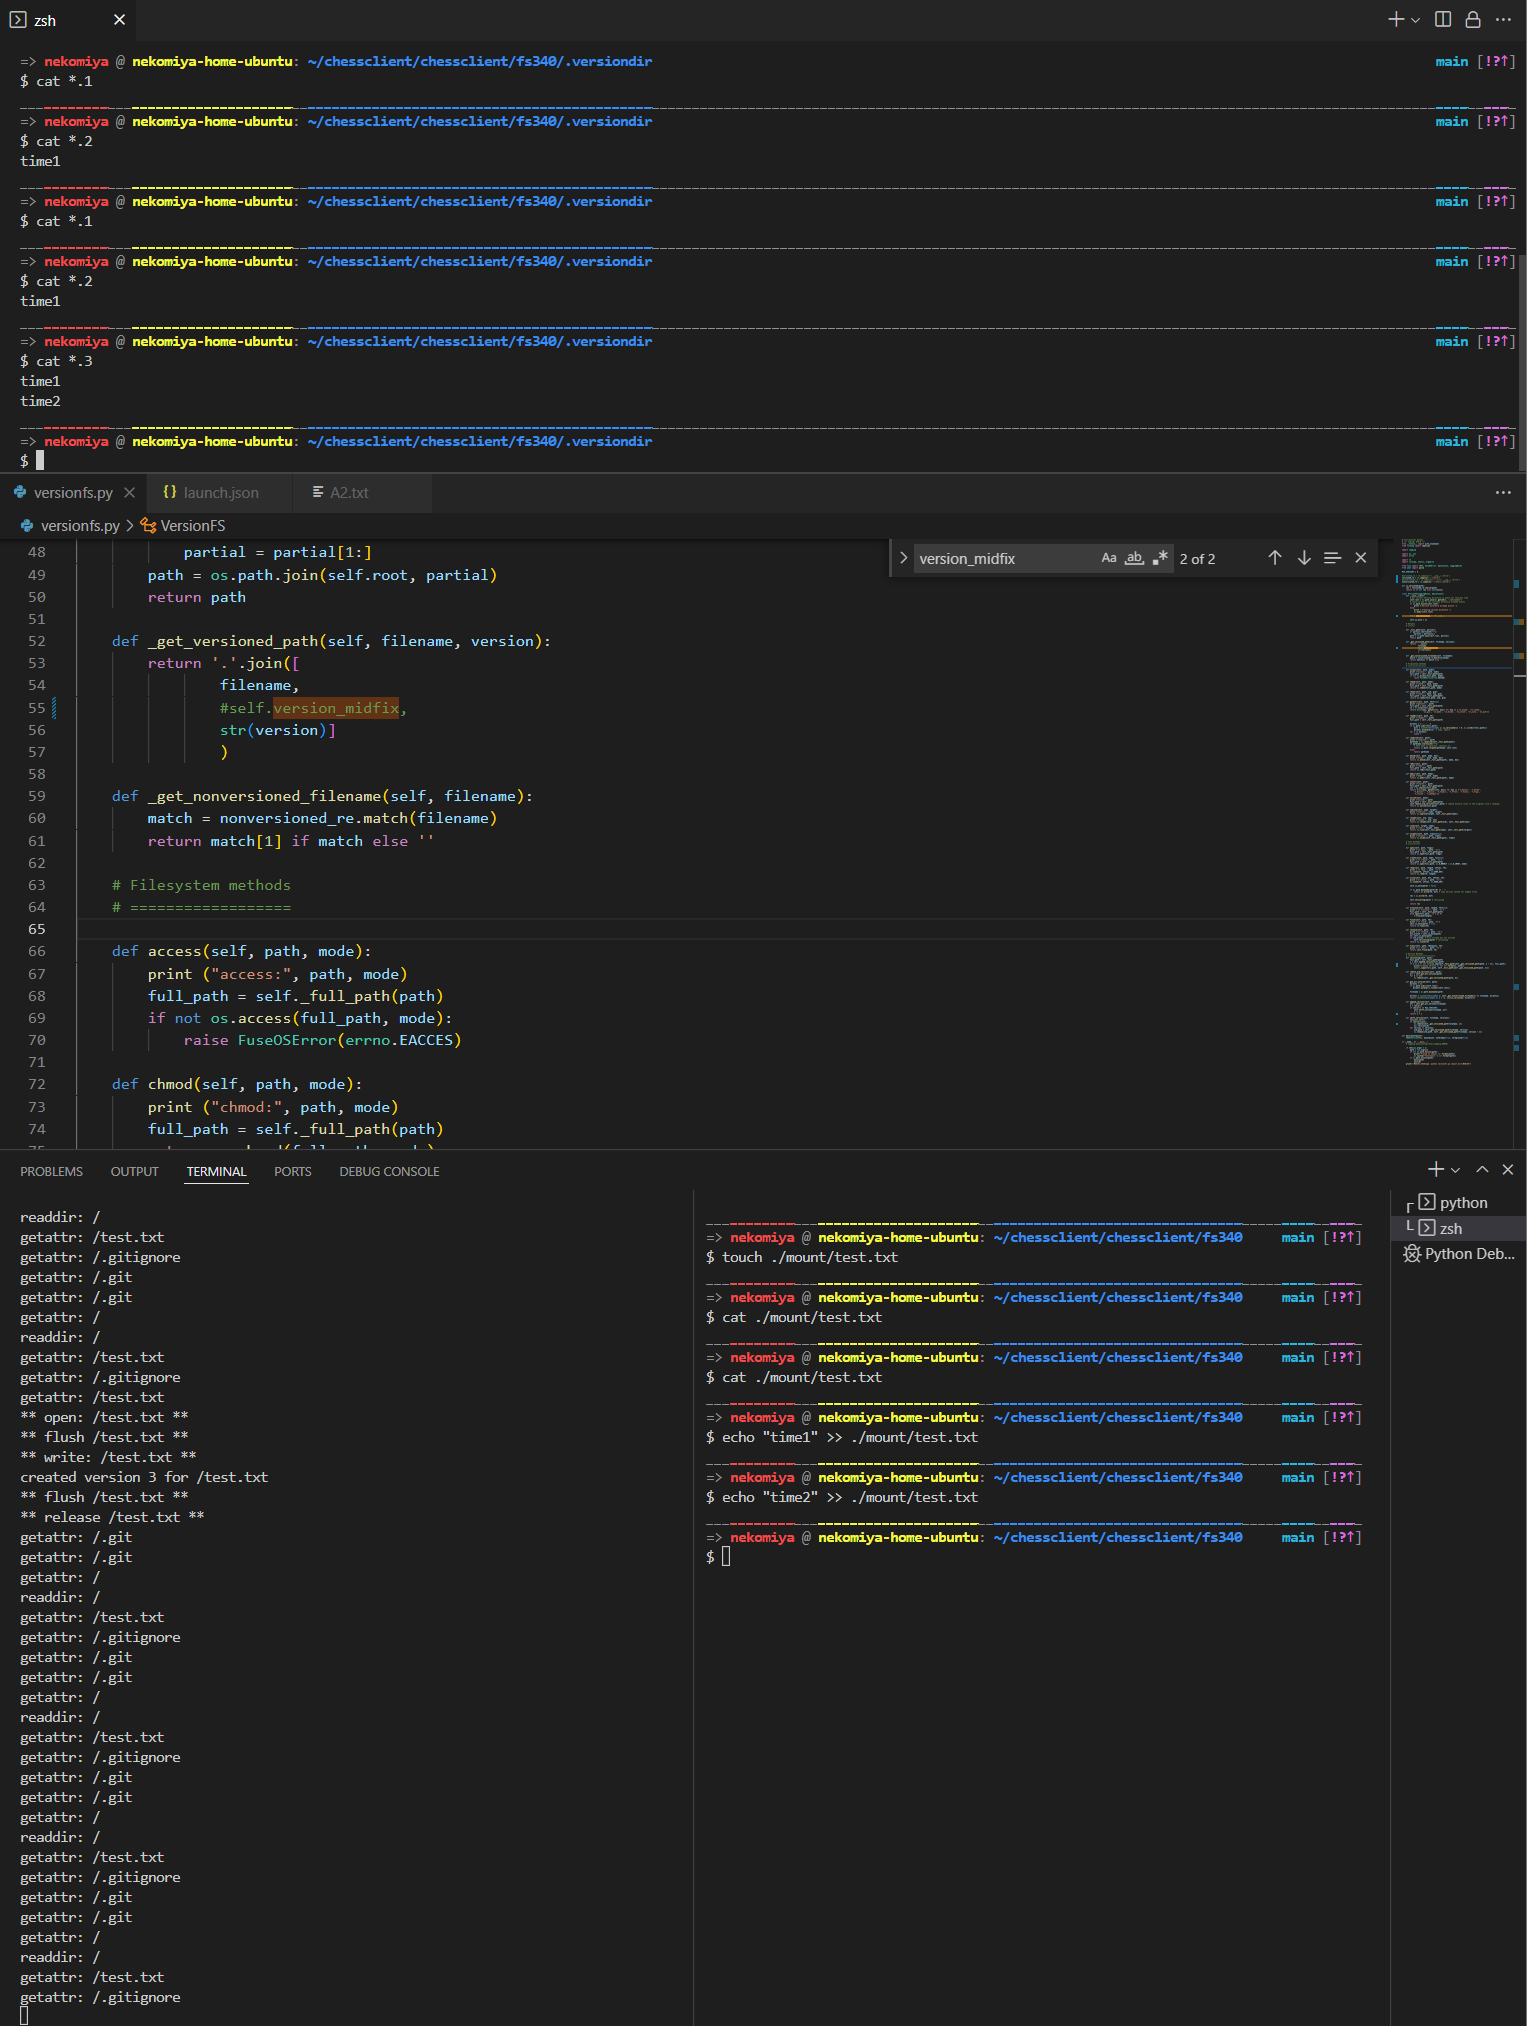 zsh
=> nekomiya @ nekomiya-home-ubuntu: ~/chessclient/chessclient/fs340/.versiondir main [!?↑]
$ cat *.1
=> nekomiya @ nekomiya-home-ubuntu: ~/chessclient/chessclient/fs340/.versiondir main [!?↑]
$ cat *.2
time1
=> nekomiya @ nekomiya-home-ubuntu: ~/chessclient/chessclient/fs340/.versiondir main [!?↑]
$ cat *.1
=> nekomiya @ nekomiya-home-ubuntu: ~/chessclient/chessclient/fs340/.versiondir main [!?↑]
$ cat *.2
time1
=> nekomiya @ nekomiya-home-ubuntu: ~/chessclient/chessclient/fs340/.versiondir main [!?↑]
$ cat *.3
time1
time2
=> nekomiya @ nekomiya-home-ubuntu: ~/chessclient/chessclient/fs340/.versiondir main [!?↑]
$
versionfs.py {} launch.json A2.txt
versionfs.py > VersionFS
version_midfix Aa ab .* 2 of 2
48 partial = partial[1:]
49 path = os.path.join(self.root, partial)
50 return path
51
52 def _get_versioned_path(self, filename, version):
53 return '.'.join([
54 filename,
55 #self.version_midfix,
56 str(version)]
57 )
58
59 def _get_nonversioned_filename(self, filename):
60 match = nonversioned_re.match(filename)
61 return match[1] if match else ''
62
63 # Filesystem methods
64 # ==================
65
66 def access(self, path, mode):
67 print ("access:", path, mode)
68 full_path = self._full_path(path)
69 if not os.access(full_path, mode):
70 raise FuseOSError(errno.EACCES)
71
72 def chmod(self, path, mode):
73 print ("chmod:", path, mode)
74 full_path = self._full_path(path)
PROBLEMS OUTPUT TERMINAL PORTS DEBUG CONSOLE
readdir: /
getattr: /test.txt
getattr: /.gitignore
getattr: /.git
getattr: /.git
getattr: /
readdir: /
getattr: /test.txt
getattr: /.gitignore
getattr: /test.txt
** open: /test.txt **
** flush /test.txt **
** write: /test.txt **
created version 3 for /test.txt
** flush /test.txt **
** release /test.txt **
getattr: /.git
getattr: /.git
getattr: /
readdir: /
getattr: /test.txt
getattr: /.gitignore
getattr: /.git
getattr: /.git
getattr: /
readdir: /
getattr: /test.txt
getattr: /.gitignore
getattr: /.git
getattr: /.git
getattr: /
readdir: /
getattr: /test.txt
getattr: /.gitignore
getattr: /.git
getattr: /.git
getattr: /
readdir: /
getattr: /test.txt
getattr: /.gitignore
=> nekomiya @ nekomiya-home-ubuntu: ~/chessclient/chessclient/fs340 main [!?↑]
$ touch ./mount/test.txt
=> nekomiya @ nekomiya-home-ubuntu: ~/chessclient/chessclient/fs340 main [!?↑]
$ cat ./mount/test.txt
=> nekomiya @ nekomiya-home-ubuntu: ~/chessclient/chessclient/fs340 main [!?↑]
$ cat ./mount/test.txt
=> nekomiya @ nekomiya-home-ubuntu: ~/chessclient/chessclient/fs340 main [!?↑]
$ echo "time1" >> ./mount/test.txt
=> nekomiya @ nekomiya-home-ubuntu: ~/chessclient/chessclient/fs340 main [!?↑]
$ echo "time2" >> ./mount/test.txt
=> nekomiya @ nekomiya-home-ubuntu: ~/chessclient/chessclient/fs340 main [!?↑]
$
python
zsh
Python Deb...